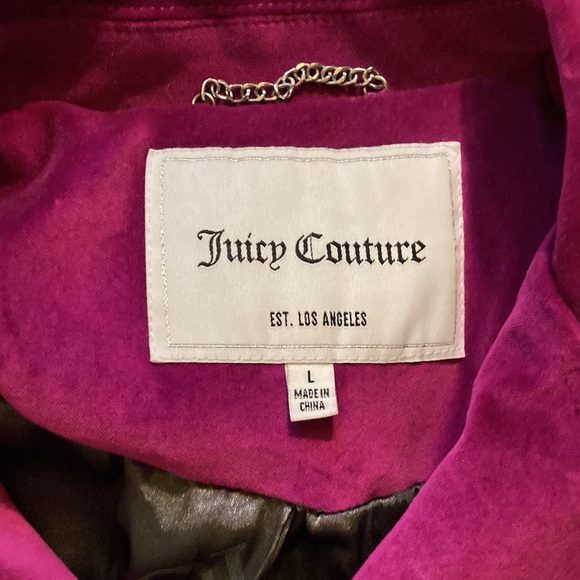 Juicy Couture
EST. LOS ANGELES
L
MADE IN
CHINA